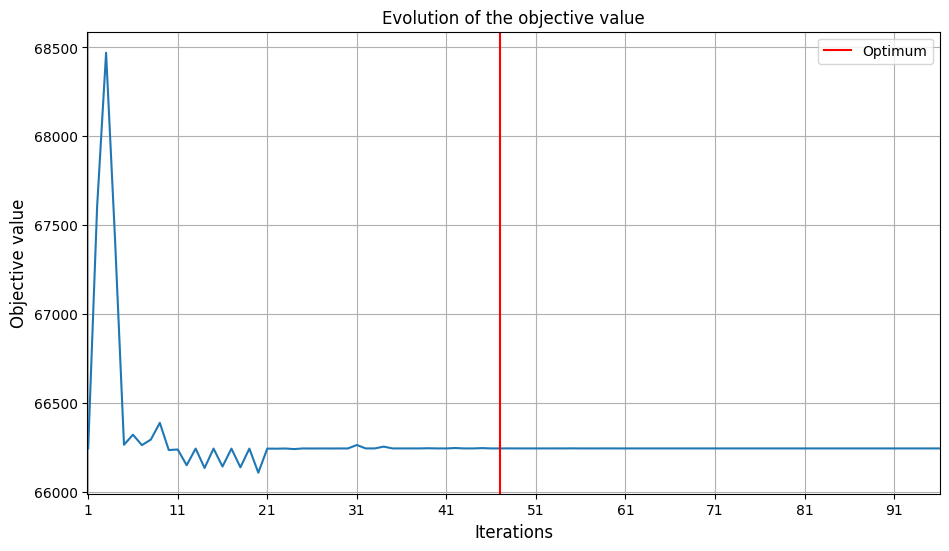 Evolution of the objective value
Optimum
Objective value
68500
68000
67500
67000
66500
66000
1 11 21 31 41 51 61 71 81 91
Iterations